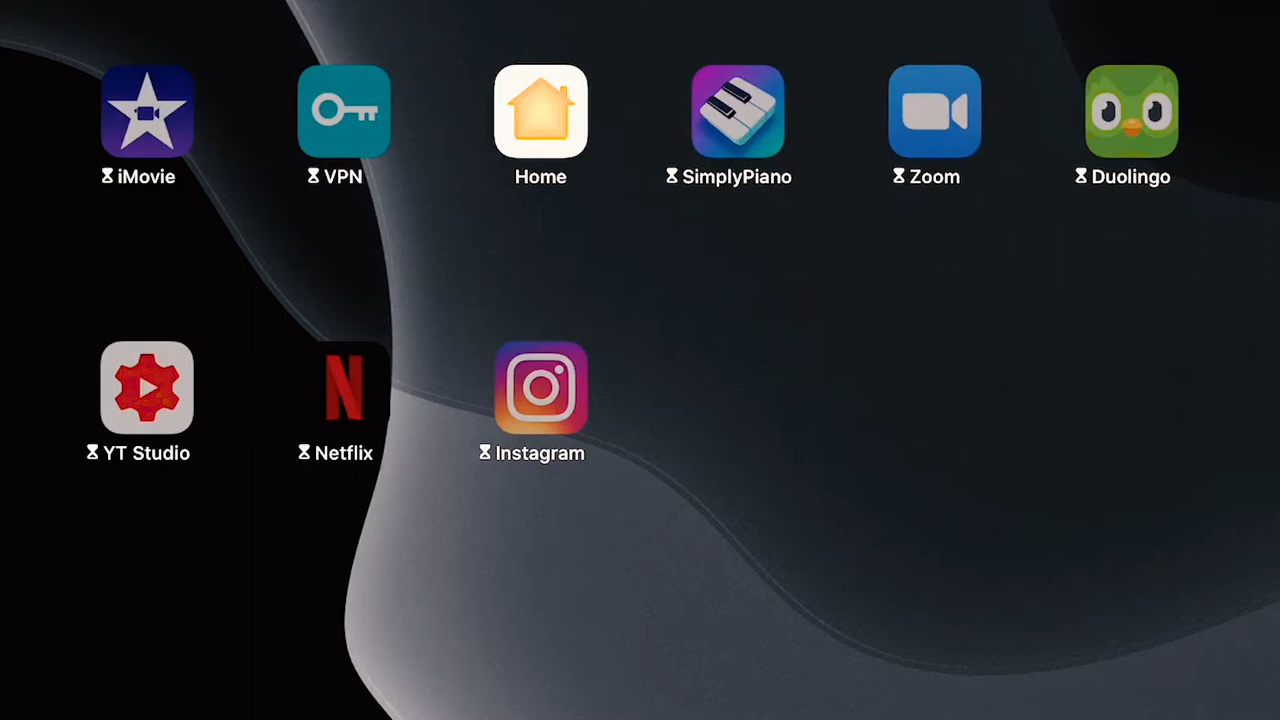 iMovie
VPN
Home
SimplyPiano
Zoom
Duolingo
YT Studio
N
Netflix
Instagram